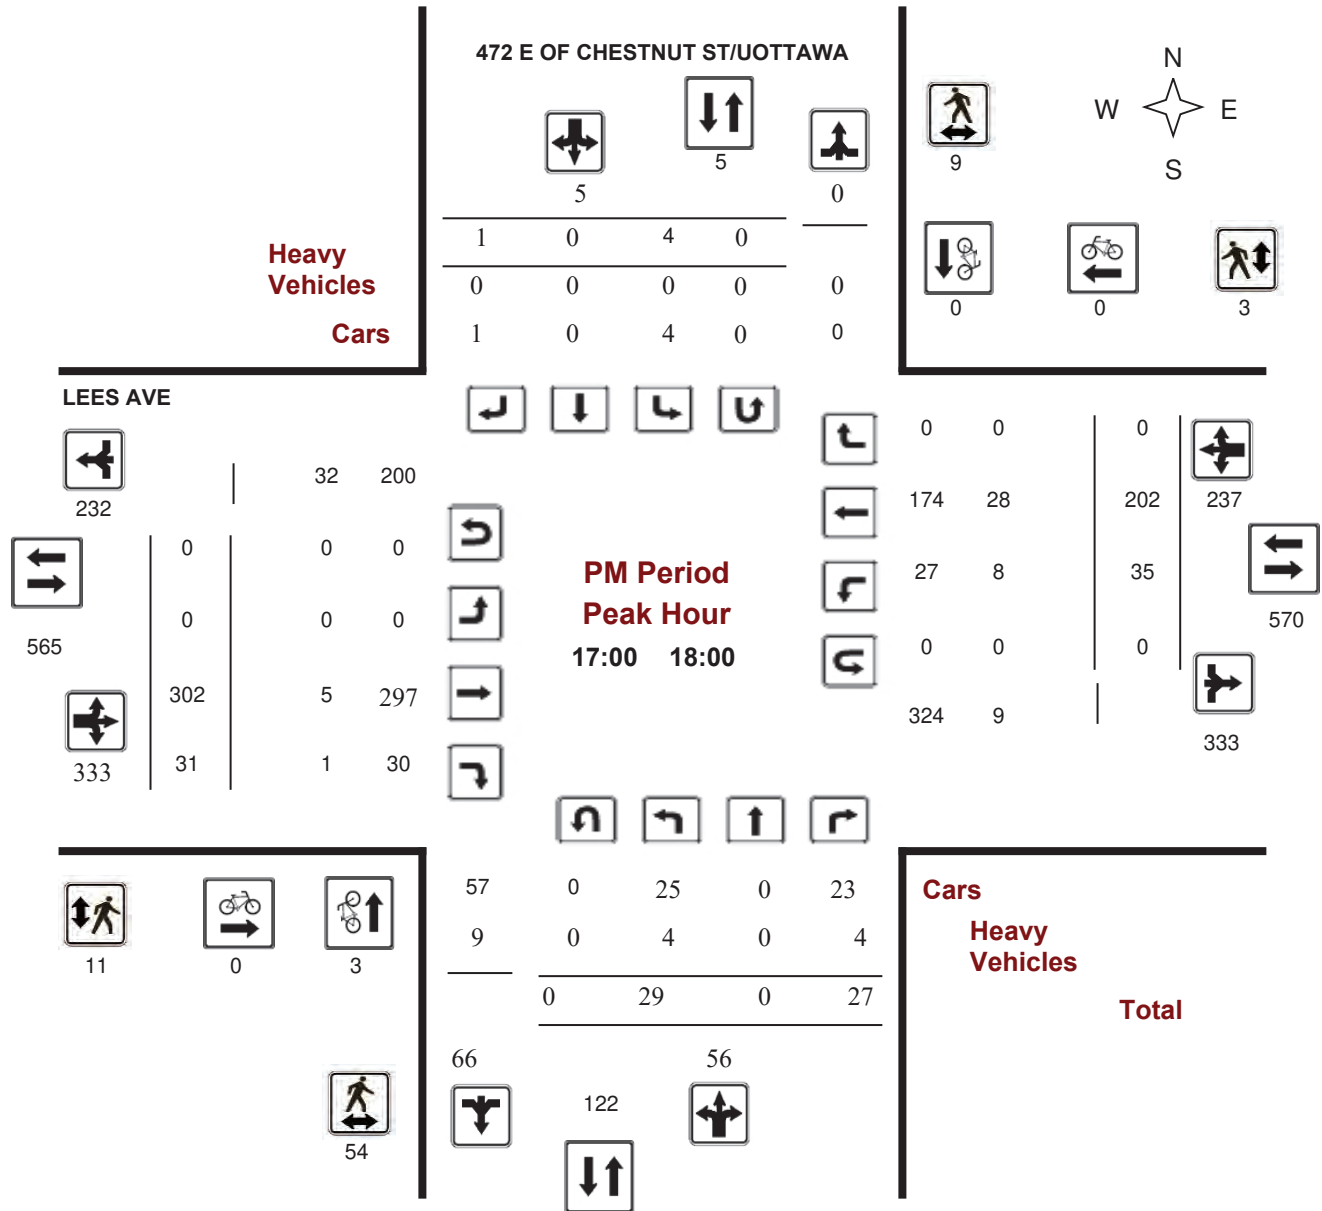 472 E OF CHESTNUT ST/UOTTAWA
N
W E
S
5
9
5 0
1 0 4 0
Heavy
Vehicles
0 0 0 0 0
0 0 3
Cars
1 0 4 0 0
LEES AVE
0 0 0
32 200
232
174 28 202 237
0 0 0
PM Period
27 8 35
Peak Hour
0 0 0
570
565
17:00 18:00
0 0 0
302 5 297
324 9
333
333 31 1 30
57 0 25 0 23
Cars
9 0 4 0 4
Heavy
Vehicles
11 0 3
0 29 0 27
Total
66 56
122
54